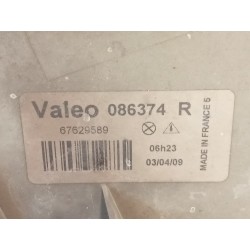 Valeo 086374 R
67629589
06h23
03/04/09
MADE IN FRANCE 5